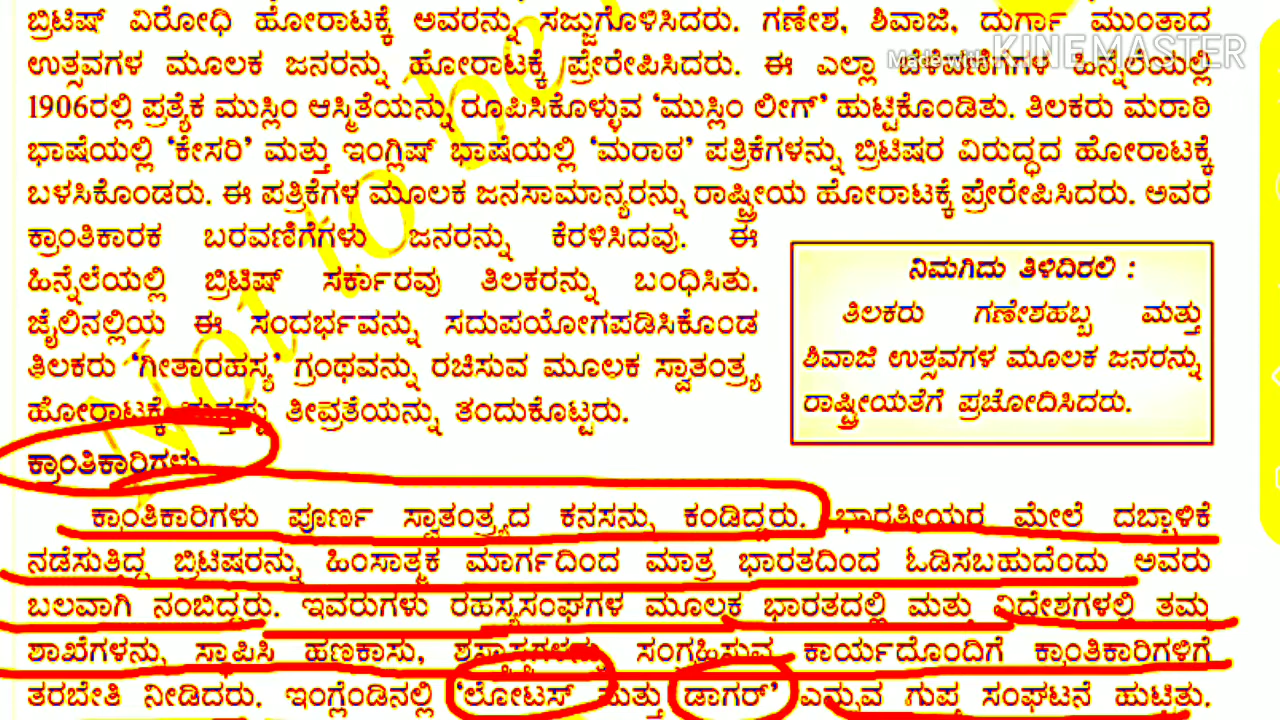 ಬ್ರಿಟಿಷ್ ವಿರೋಧಿ ಹೋರಾಟಕ್ಕೆ ಅವರನ್ನು ಸಜ್ಜುಗೊಳಿಸಿದರು. ಗಣೇಶ, ಶಿವಾಜಿ, ದುರ್ಗಾ ಮುಂತಾದ
Made with KINEMASTER
ಉತ್ಸವಗಳ ಮೂಲಕ ಜನರನ್ನು ಹೋರಾಟಕ್ಕೆ ಪ್ರೇರೇಪಿಸಿದರು. ಈ ಎಲ್ಲಾ ಬೆಳವಣಿಗೆಗಳ ಹಿನ್ನೆಲೆಯಲ್ಲಿ
1906ರಲ್ಲಿ ಪ್ರತ್ಯೇಕ ಮುಸ್ಲಿಂ ಆಸ್ಮಿತೆಯನ್ನು ರೂಪಿಸಿಕೊಳ್ಳುವ ‘ಮುಸ್ಲಿಂ ಲೀಗ್’ ಹುಟ್ಟಿಕೊಂಡಿತು. ತಿಲಕರು ಮರಾಠಿ
ಭಾಷೆಯಲ್ಲಿ ‘ಕೇಸರಿ’ ಮತ್ತು ಇಂಗ್ಲಿಷ್ ಭಾಷೆಯಲ್ಲಿ ‘ಮರಾಠ’ ಪತ್ರಿಕೆಗಳನ್ನು ಬ್ರಿಟಿಷರ ವಿರುದ್ಧದ ಹೋರಾಟಕ್ಕೆ
ಬಳಸಿಕೊಂಡರು. ಈ ಪತ್ರಿಕೆಗಳ ಮೂಲಕ ಜನಸಾಮಾನ್ಯರನ್ನು ರಾಷ್ಟ್ರೀಯ ಹೋರಾಟಕ್ಕೆ ಪ್ರೇರೇಪಿಸಿದರು. ಅವರ
ಕ್ರಾಂತಿಕಾರಕ ಬರವಣಿಗೆಗಳು ಜನರನ್ನು ಕೆರಳಿಸಿದವು. ಈ
ಹಿನ್ನೆಲೆಯಲ್ಲಿ ಬ್ರಿಟಿಷ್ ಸರ್ಕಾರವು ತಿಲಕರನ್ನು ಬಂಧಿಸಿತು.
ಜೈಲಿನಲ್ಲಿಯ ಈ ಸಂದರ್ಭವನ್ನು ಸದುಪಯೋಗಪಡಿಸಿಕೊಂಡ
ತಿಲಕರು ‘ಗೀತಾರಹಸ್ಯ’ ಗ್ರಂಥವನ್ನು ರಚಿಸುವ ಮೂಲಕ ಸ್ವಾತಂತ್ರ್ಯ
ಹೋರಾಟಕ್ಕೆ ಮತ್ತಷ್ಟು ತೀವ್ರತೆಯನ್ನು ತಂದುಕೊಟ್ಟರು.
ನಿಮಗಿದು ತಿಳಿದಿರಲಿ :
ತಿಲಕರು ಗಣೇಶಹಬ್ಬ ಮತ್ತು
ಶಿವಾಜಿ ಉತ್ಸವಗಳ ಮೂಲಕ ಜನರನ್ನು
ರಾಷ್ಟ್ರೀಯತೆಗೆ ಪ್ರಚೋದಿಸಿದರು.
ಕ್ರಾಂತಿಕಾರಿಗಳು
ಕ್ರಾಂತಿಕಾರಿಗಳು ಪೂರ್ಣ ಸ್ವಾತಂತ್ರ್ಯದ ಕನಸನ್ನು ಕಂಡಿದ್ದರು. ಭಾರತೀಯರ ಮೇಲೆ ದಬ್ಬಾಳಿಕೆ
ನಡೆಸುತ್ತಿದ್ದ ಬ್ರಿಟಿಷರನ್ನು ಹಿಂಸಾತ್ಮಕ ಮಾರ್ಗದಿಂದ ಮಾತ್ರ ಭಾರತದಿಂದ ಓಡಿಸಬಹುದೆಂದು ಅವರು
ಬಲವಾಗಿ ನಂಬಿದ್ದರು. ಇವರುಗಳು ರಹಸ್ಯಸಂಘಗಳ ಮೂಲಕ ಭಾರತದಲ್ಲಿ ಮತ್ತು ವಿದೇಶಗಳಲ್ಲಿ ತಮ್ಮ
ಶಾಖೆಗಳನ್ನು ಸ್ಥಾಪಿಸಿ ಹಣಕಾಸು, ಶಸ್ತ್ರಾಸ್ತ್ರಗಳನ್ನು ಸಂಗ್ರಹಿಸುವ ಕಾರ್ಯದೊಂದಿಗೆ ಕ್ರಾಂತಿಕಾರಿಗಳಿಗೆ
ತರಬೇತಿ ನೀಡಿದರು. ಇಂಗ್ಲೆಂಡಿನಲ್ಲಿ ‘ಲೋಟಸ್ ಮತ್ತು ಡಾಗರ್’ ಎನ್ನುವ ಗುಪ್ತ ಸಂಘಟನೆ ಹುಟ್ಟಿತು.